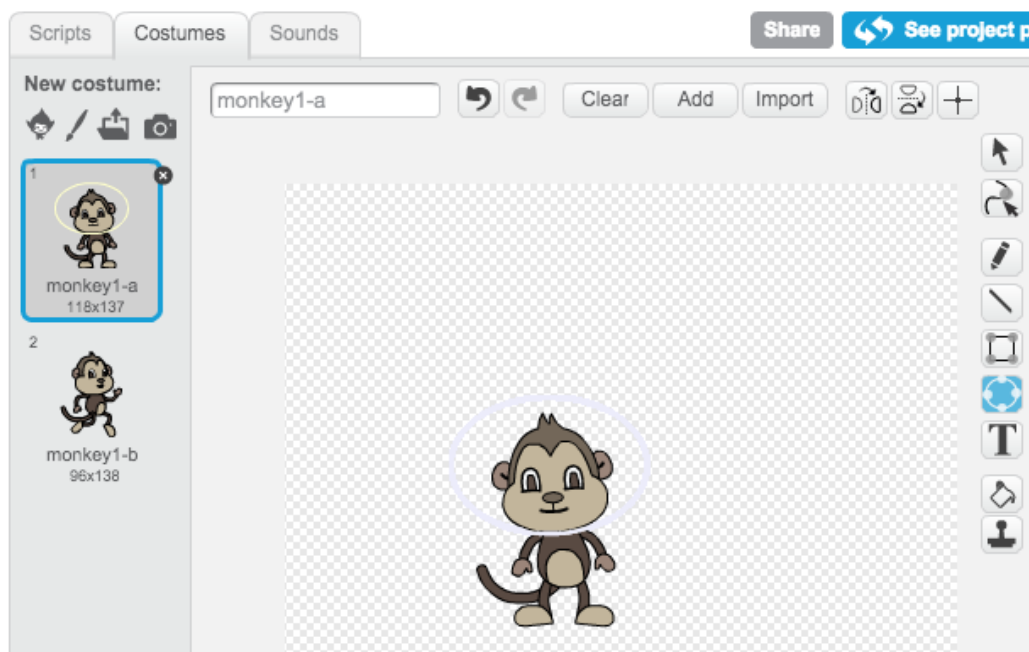 Scripts Costumes Sounds Share See project p
New costume:
monkey1-a Clear Add Import
1
monkey1-a
118x137
2
monkey1-b
96x138
T